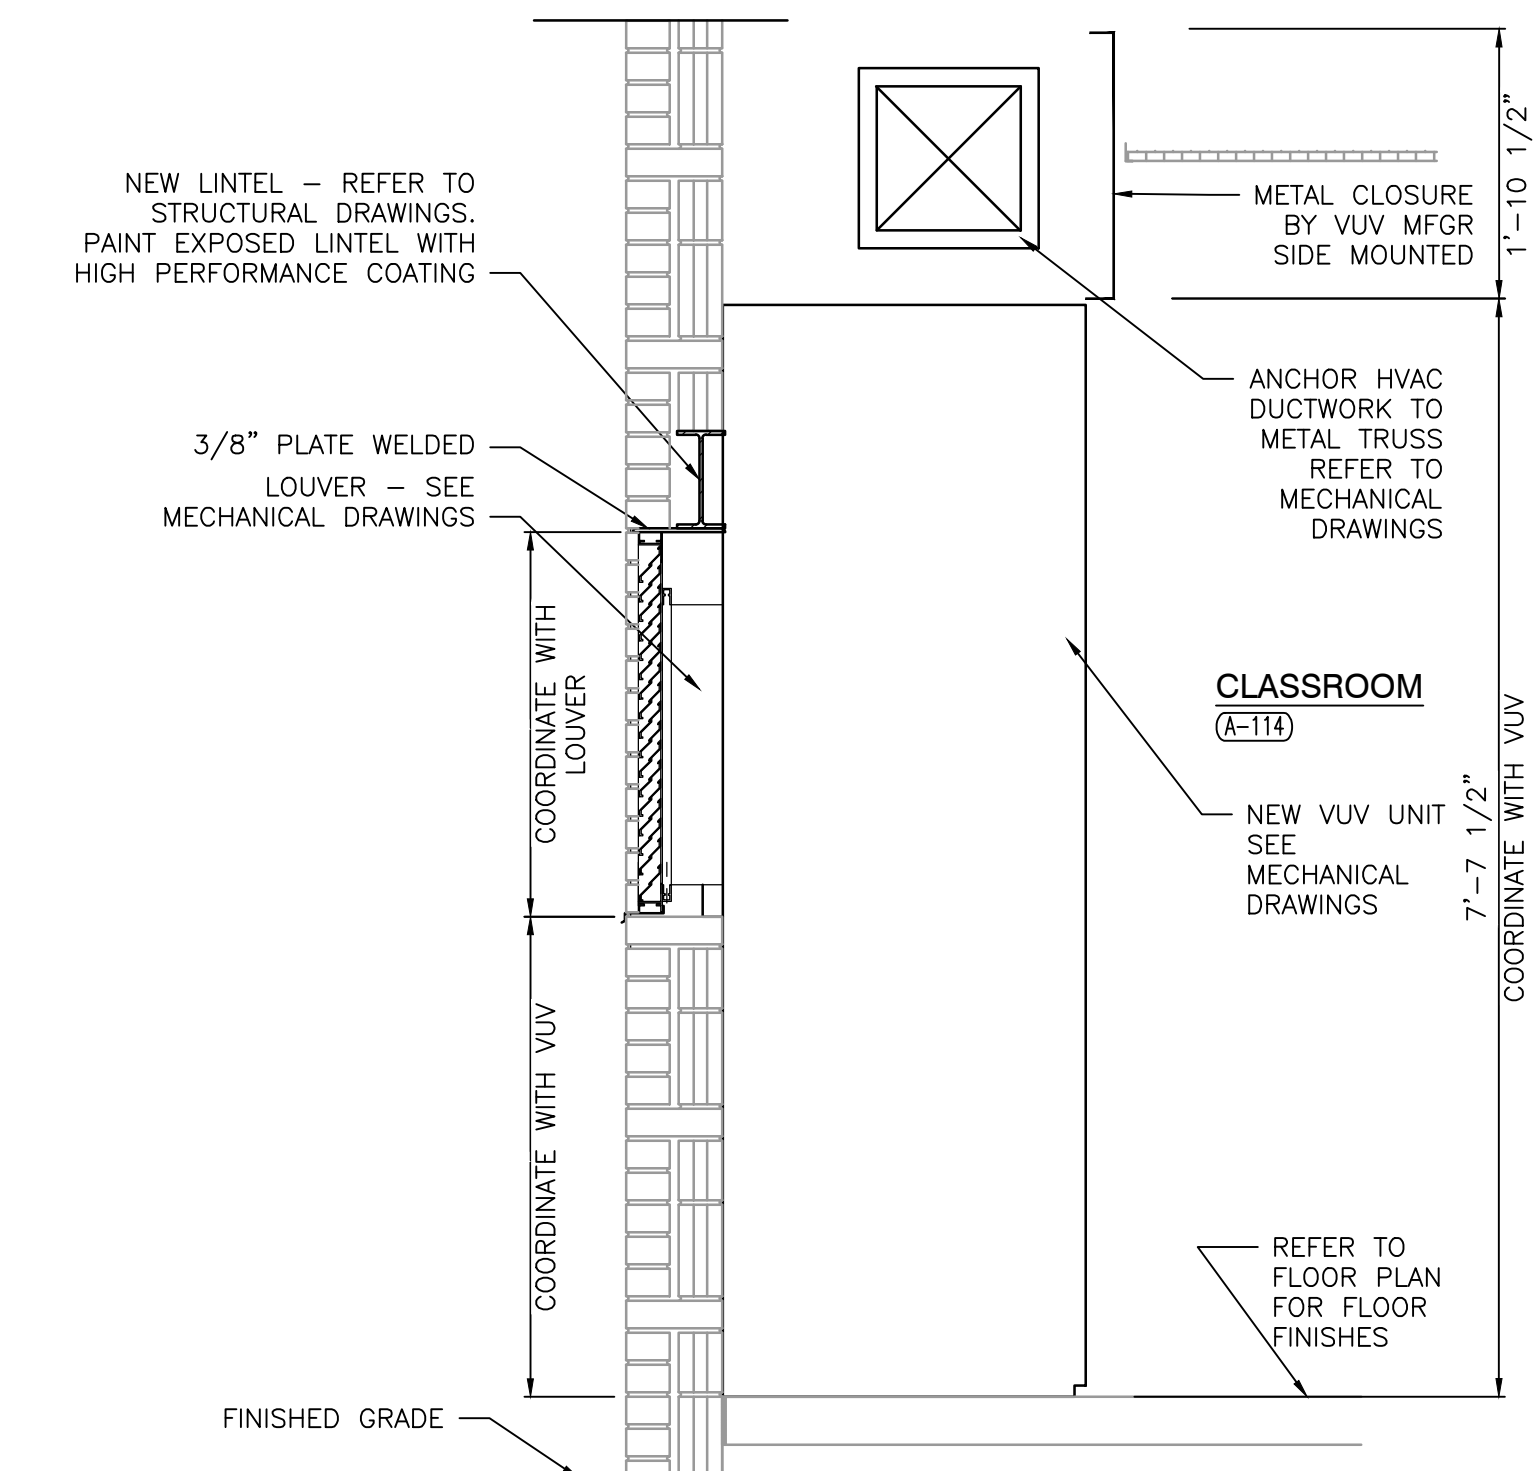 NEW LINTEL – REFER TO
STRUCTURAL DRAWINGS.
PAINT EXPOSED LINTEL WITH
HIGH PERFORMANCE COATING
3/8" PLATE WELDED
LOUVER – SEE
MECHANICAL DRAWINGS
COORDINATE WITH
LOUVER
COORDINATE WITH VUV
FINISHED GRADE
1'-10 1/2"
METAL CLOSURE
BY VUV MFGR
SIDE MOUNTED
ANCHOR HVAC
DUCTWORK TO
METAL TRUSS
REFER TO
MECHANICAL
DRAWINGS
CLASSROOM
A-114
NEW VUV UNIT
SEE
MECHANICAL
DRAWINGS
7'-7 1/2"
COORDINATE WITH VUV
REFER TO
FLOOR PLAN
FOR FLOOR
FINISHES